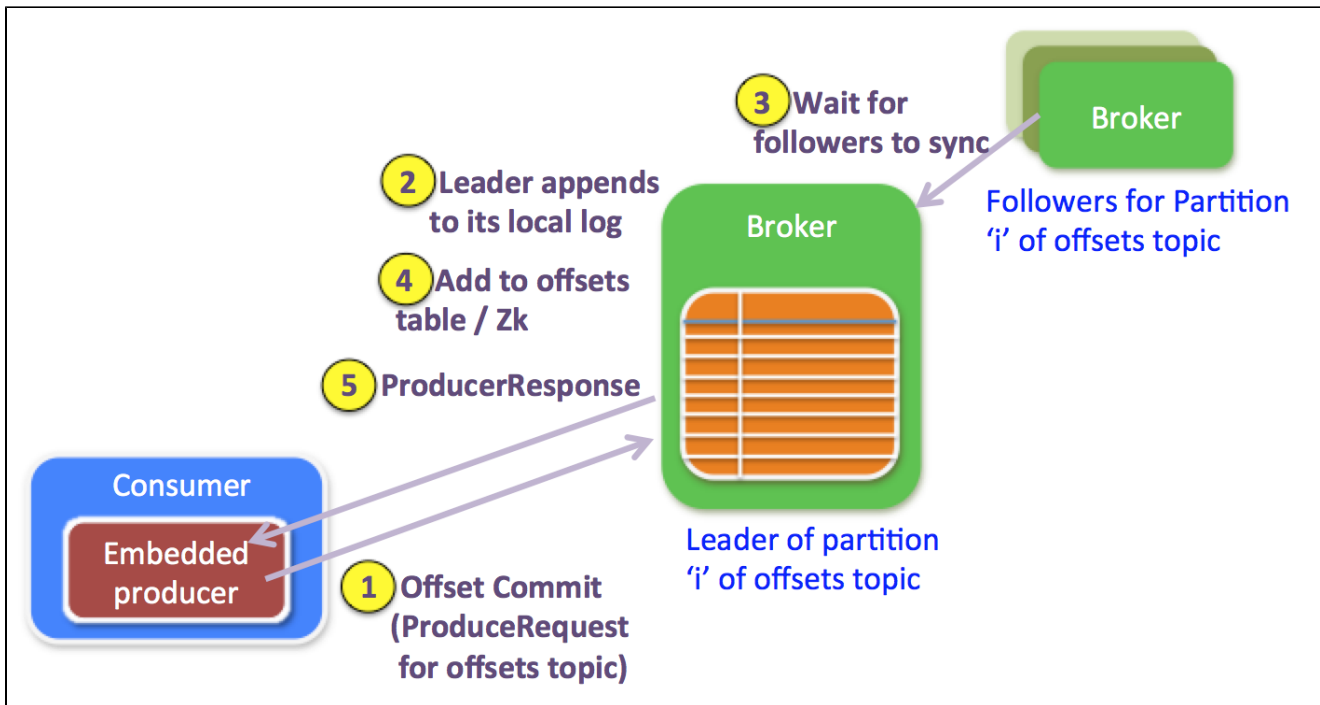 3 Wait for
followers to sync
Broker
Followers for Partition
‘i’ of offsets topic
2 Leader appends
to its local log
Broker
4 Add to offsets
table / Zk
5 ProducerResponse
Leader of partition
‘i’ of offsets topic
Consumer
Embedded
producer
1 Offset Commit
(ProduceRequest
for offsets topic)